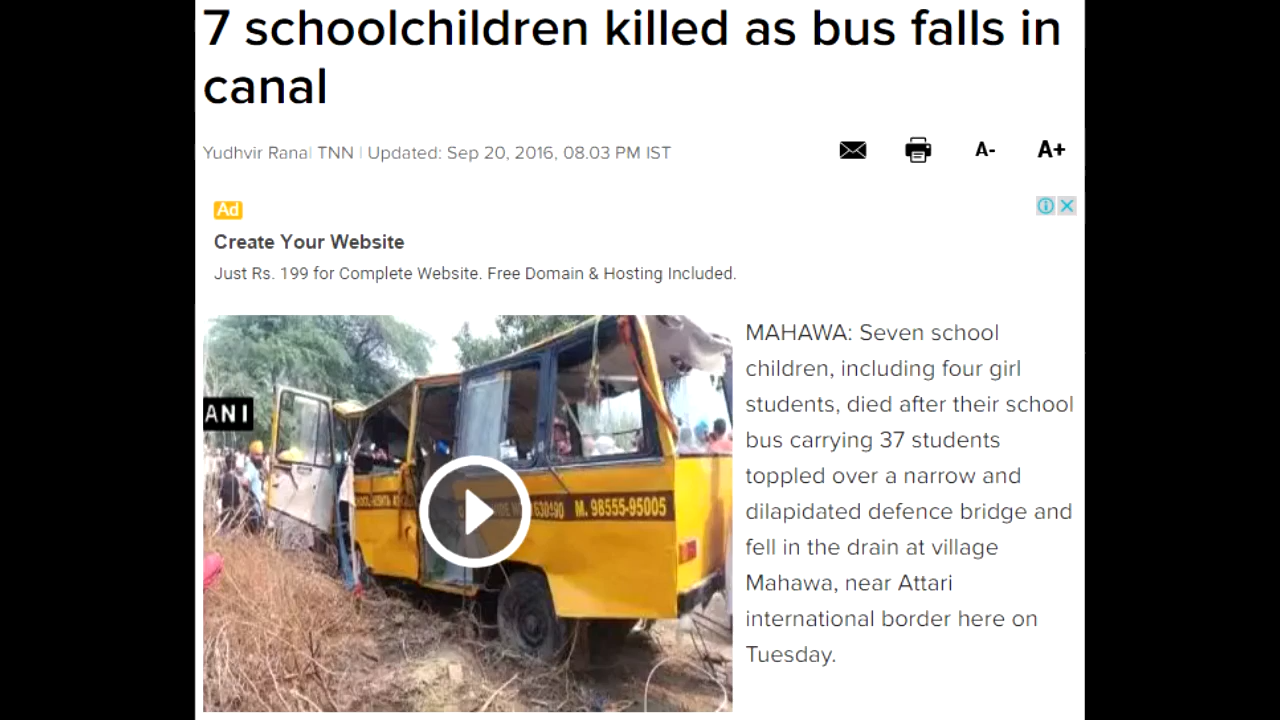 7 schoolchildren killed as bus falls in
canal
Yudhvir Rana| TNN | Updated: Sep 20, 2016, 08.03 PM IST
A- A+
Ad
Create Your Website
Just Rs. 199 for Complete Website. Free Domain & Hosting Included.
ANI
M. 98555-95005
MAHAWA: Seven school
children, including four girl
students, died after their school
bus carrying 37 students
toppled over a narrow and
dilapidated defence bridge and
fell in the drain at village
Mahawa, near Attari
international border here on
Tuesday.